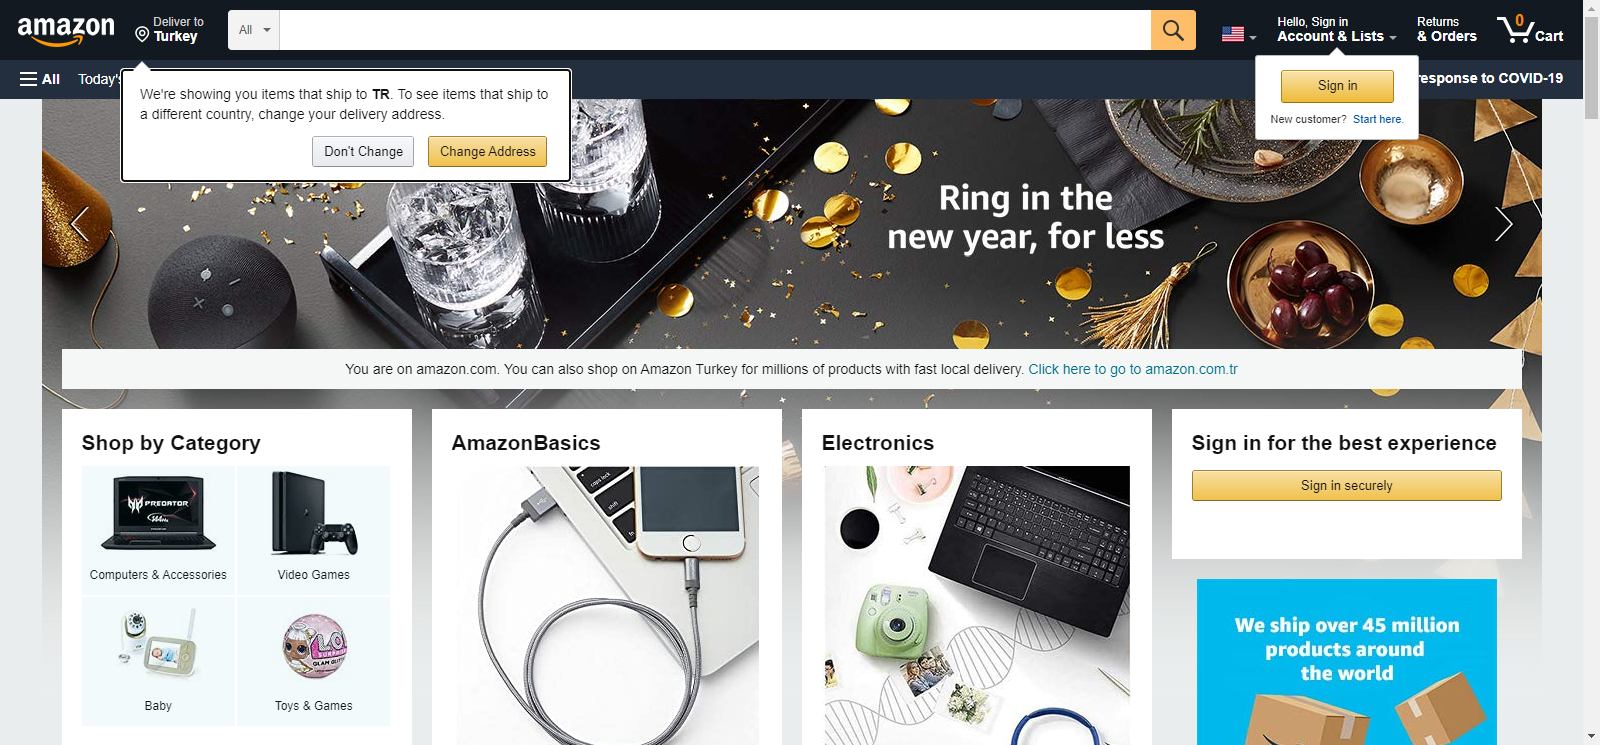 amazon
Deliver to
Turkey
All
Hello, Sign in
Account & Lists
Returns
& Orders
0
Cart
All
Today's
response to COVID-19
We're showing you items that ship to TR. To see items that ship to
a different country, change your delivery address.
Don't Change
Change Address
Sign in
New customer? Start here.
Ring in the
new year, for less
You are on amazon.com. You can also shop on Amazon Turkey for millions of products with fast local delivery. Click here to go to amazon.com.tr
Shop by Category
PREDATOR
Computers & Accessories
Video Games
Baby
L.O.L.
SURPRISE
GLAM GLITTER
Toys & Games
AmazonBasics
caps lock
shift
Electronics
Sign in for the best experience
Sign in securely
We ship over 45 million
products around
the world